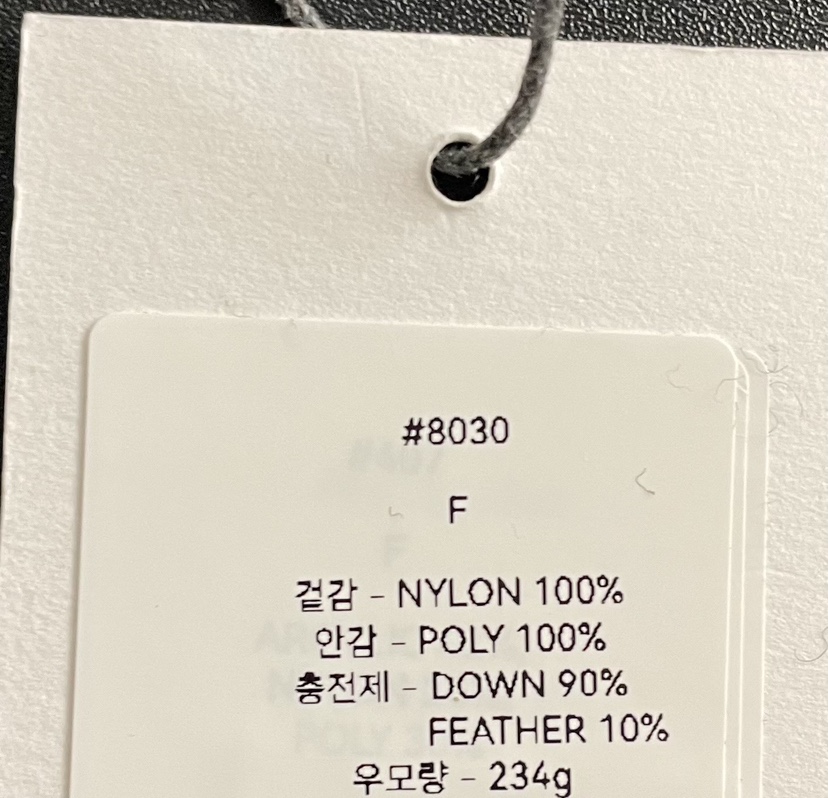 #8030
F
겉감 - NYLON 100%
안감 - POLY 100%
충전제 - DOWN 90%
FEATHER 10%
우모량 - 234g